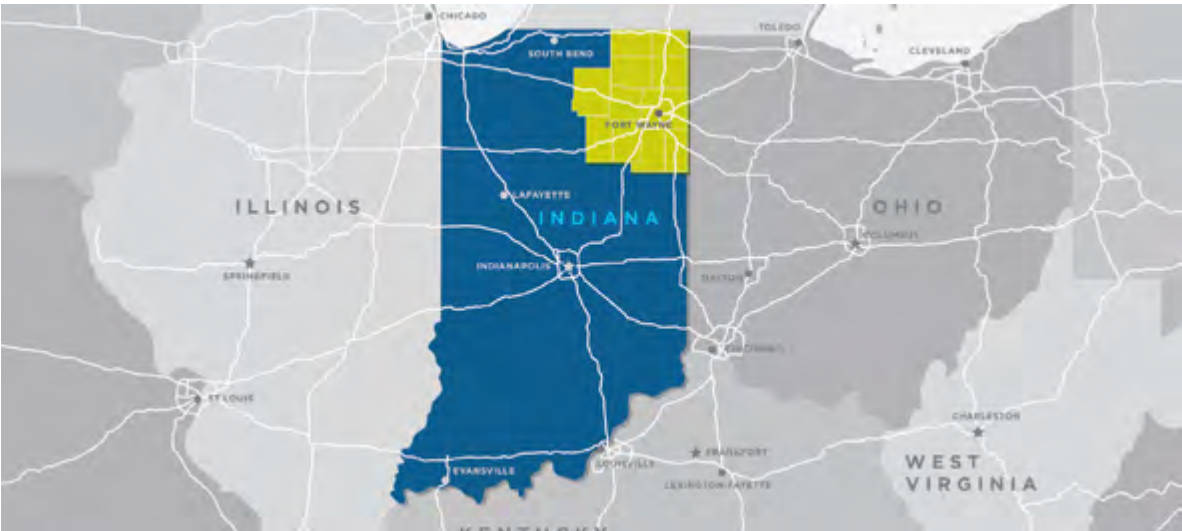 CHICAGO
TOLEDO
SOUTH BEND
CLEVELAND
FORT WAYNE
LAFAYETTE
ILLINOIS
INDIANA
OHIO
COLUMBUS
INDIANAPOLIS
SPRINGFIELD
DAYTON
CINCINNATI
ST LOUIS
CHARLESTON
FRANKFORT
LOUISVILLE
EVANSVILLE
WEST
VIRGINIA
LEXINGTON-FAYETTE
KENTUCKY